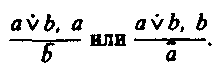 a v̇ b, a / b̄ или a v̇ b, b / ā.